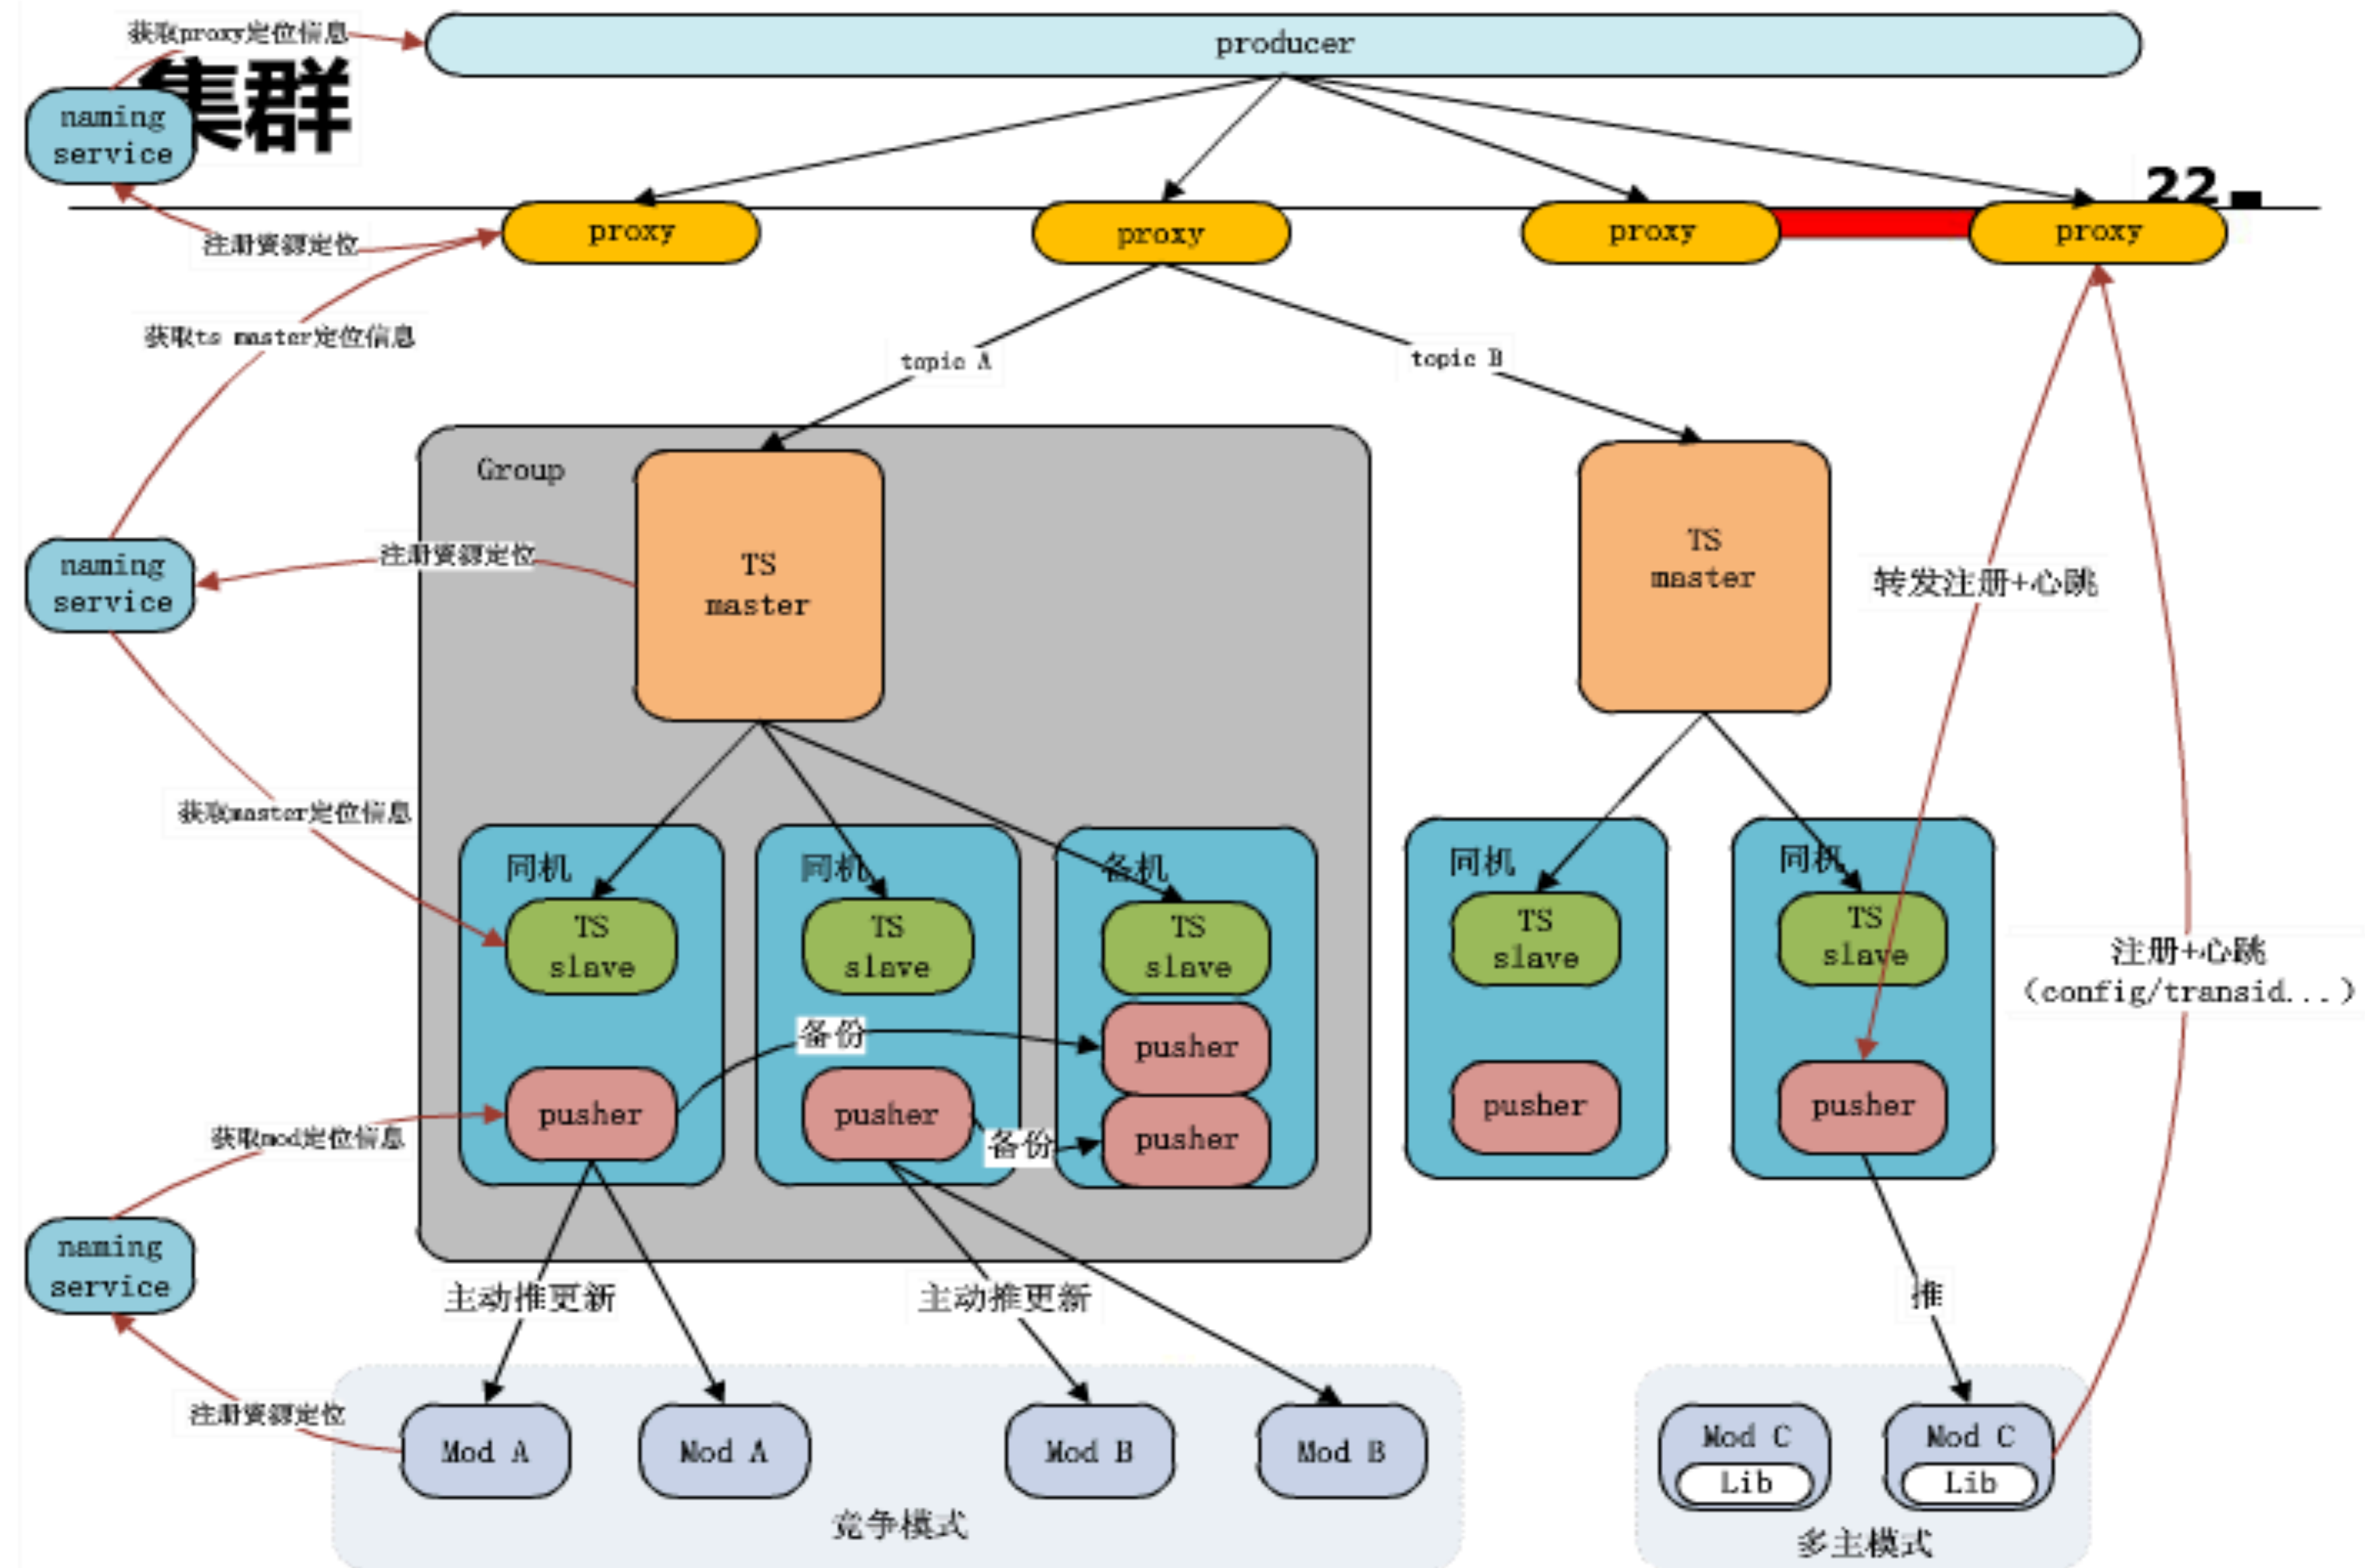 获取proxy定位信息
producer
集群
naming
service
22
注册资源定位
proxy
proxy
proxy
proxy
获取ts master定位信息
topic A
topic B
Group
TS
master
TS
master
naming
service
注册资源定位
转发注册+心跳
获取master定位信息
同机
同机
备机
同机
同机
TS
slave
TS
slave
TS
slave
TS
slave
TS
slave
注册+心跳
(config/transid...)
备份
pusher
pusher
pusher
备份
pusher
pusher
pusher
获取mod定位信息
naming
service
主动推更新
主动推更新
推
注册资源定位
Mod A
Mod A
Mod B
Mod B
Mod C
Lib
Mod C
Lib
竞争模式
多主模式